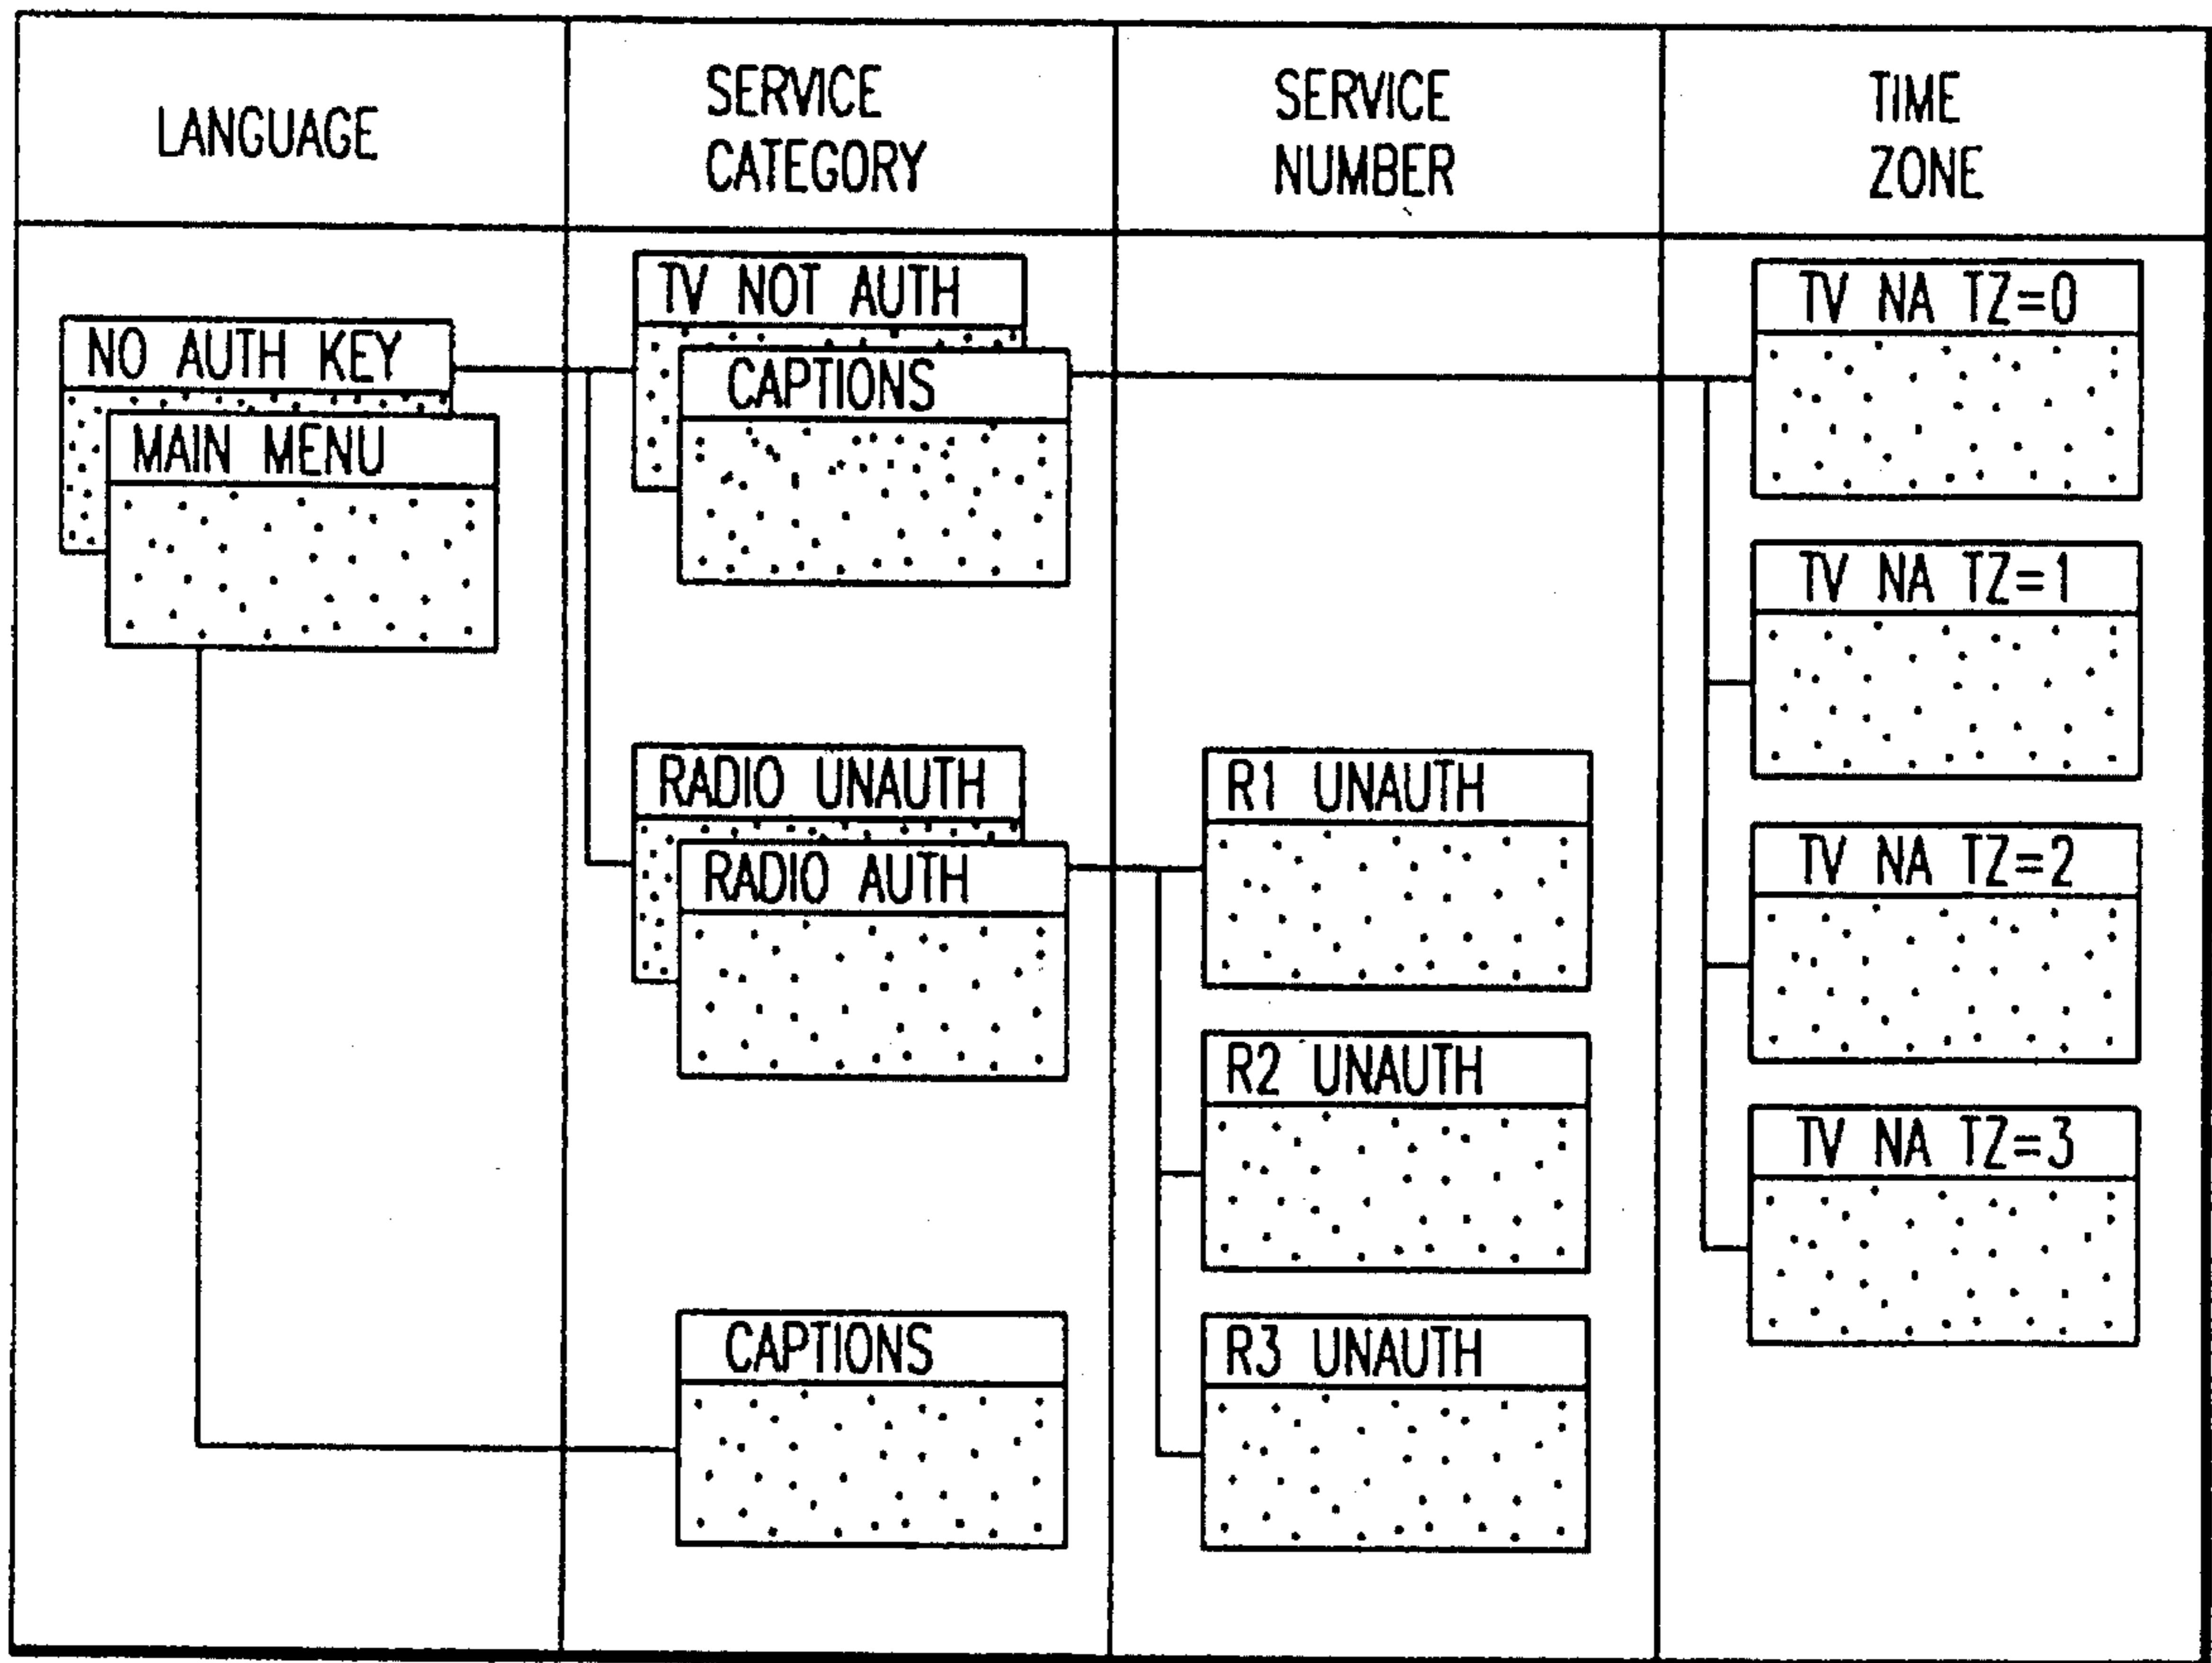 LANGUAGE
SERVICE
CATEGORY
SERVICE
NUMBER
TIME
ZONE
NO AUTH KEY
MAIN MENU
TV NOT AUTH
CAPTIONS
RADIO UNAUTH
RADIO AUTH
CAPTIONS
R1 UNAUTH
R2 UNAUTH
R3 UNAUTH
TV NA TZ=0
TV NA TZ=1
TV NA TZ=2
TV NA TZ=3